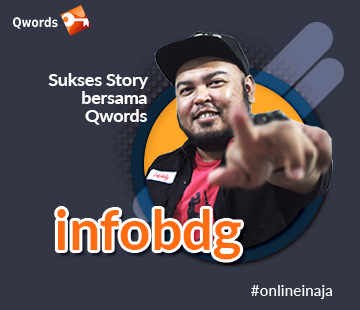 Qwords
Sukses Story
bersama
Qwords
infobdg
#onlineinaja